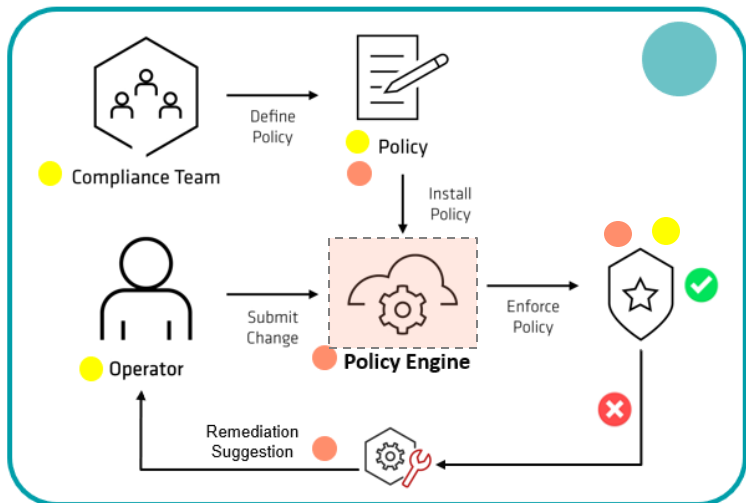 Define
Policy
Compliance Team
Policy
Install
Policy
Submit
Change
Enforce
Policy
Operator
Policy Engine
Remediation
Suggestion